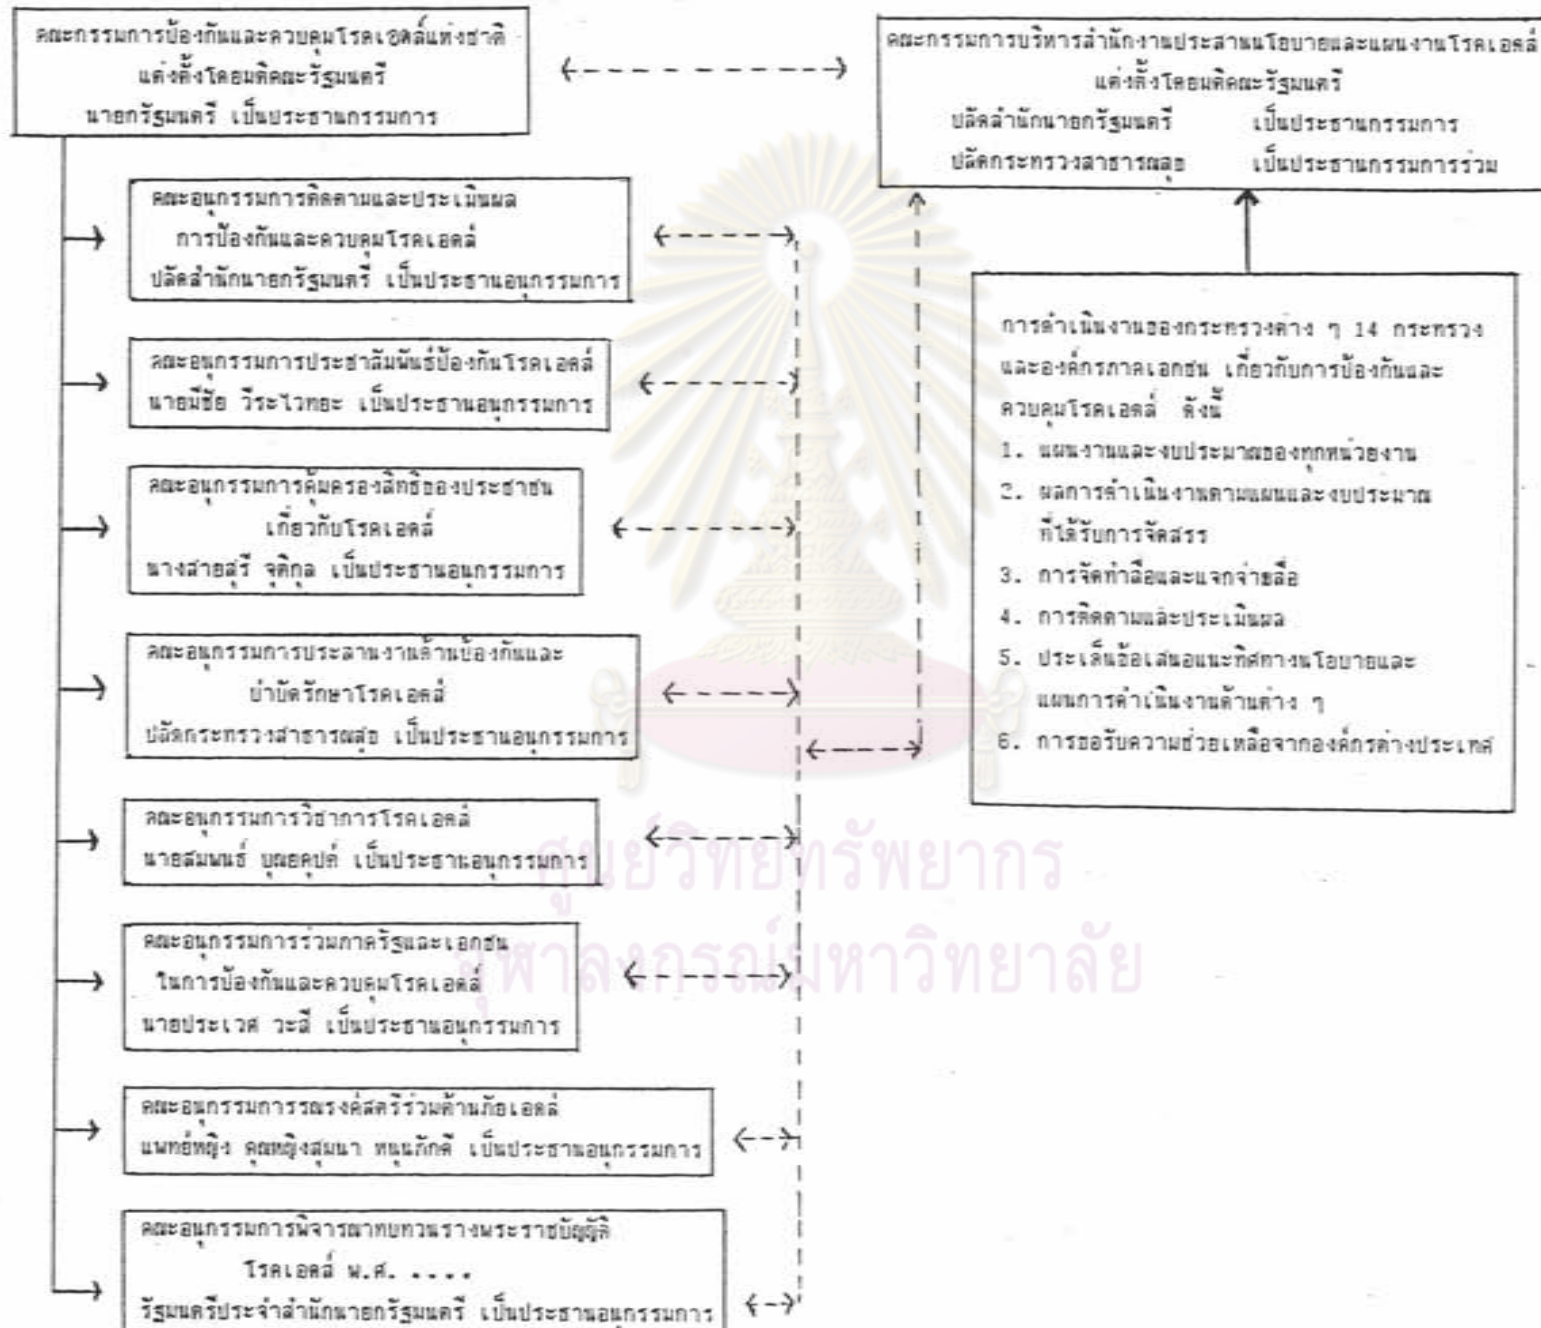 คณะกรรมการป้องกันและควบคุมโรคเอดส์แห่งชาติ
แต่งตั้งโดยมติคณะรัฐมนตรี
นายกรัฐมนตรี เป็นประธานกรรมการ
คณะกรรมการบริหารสำนักงานประสานนโยบายและแผนงานโรคเอดส์
แต่งตั้งโดยมติคณะรัฐมนตรี
ปลัดสำนักนายกรัฐมนตรี เป็นประธานกรรมการ
ปลัดกระทรวงสาธารณสุข เป็นประธานกรรมการร่วม
คณะอนุกรรมการติดตามและประเมินผล
การป้องกันและควบคุมโรคเอดส์
ปลัดสำนักนายกรัฐมนตรี เป็นประธานอนุกรรมการ
คณะอนุกรรมการประชาสัมพันธ์ป้องกันโรคเอดส์
นายมีชัย วีระไวทยะ เป็นประธานอนุกรรมการ
คณะอนุกรรมการคุ้มครองสิทธิของประชาชน
เกี่ยวกับโรคเอดส์
นางสายสุรี จุติกุล เป็นประธานอนุกรรมการ
คณะอนุกรรมการประสานงานด้านป้องกันและ
บำบัดรักษาโรคเอดส์
ปลัดกระทรวงสาธารณสุข เป็นประธานอนุกรรมการ
คณะอนุกรรมการวิชาการโรคเอดส์
นายสมพนธ์ บุณยคุปต์ เป็นประธานอนุกรรมการ
คณะอนุกรรมการร่วมภาครัฐและเอกชน
ในการป้องกันและควบคุมโรคเอดส์
นายประเวศ วะสี เป็นประธานอนุกรรมการ
คณะอนุกรรมการรณรงค์สตรีร่วมต้านภัยเอดส์
แพทย์หญิง คุณหญิงสุมนา หนุนภักดี เป็นประธานอนุกรรมการ
คณะอนุกรรมการพิจารณาทบทวนร่างพระราชบัญญัติ
โรคเอดส์ พ.ศ. ....
รัฐมนตรีประจำสำนักนายกรัฐมนตรี เป็นประธานอนุกรรมการ
การดำเนินงานของกระทรวงต่าง ๆ 14 กระทรวง
และองค์กรภาคเอกชน เกี่ยวกับการป้องกันและ
ควบคุมโรคเอดส์ ดังนี้
1. แผนงานและงบประมาณของทุกหน่วยงาน
2. ผลการดำเนินงานตามแผนและงบประมาณ
ที่ได้รับการจัดสรร
3. การจัดทำสื่อและแจกจ่ายสื่อ
4. การติดตามและประเมินผล
5. ประเด็นข้อเสนอแนะทิศทางนโยบายและ
แผนการดำเนินงานด้านต่าง ๆ
6. การขอรับความช่วยเหลือจากองค์กรต่างประเทศ
ศูนย์วิทยทรัพยากร
จุฬาลงกรณ์มหาวิทยาลัย